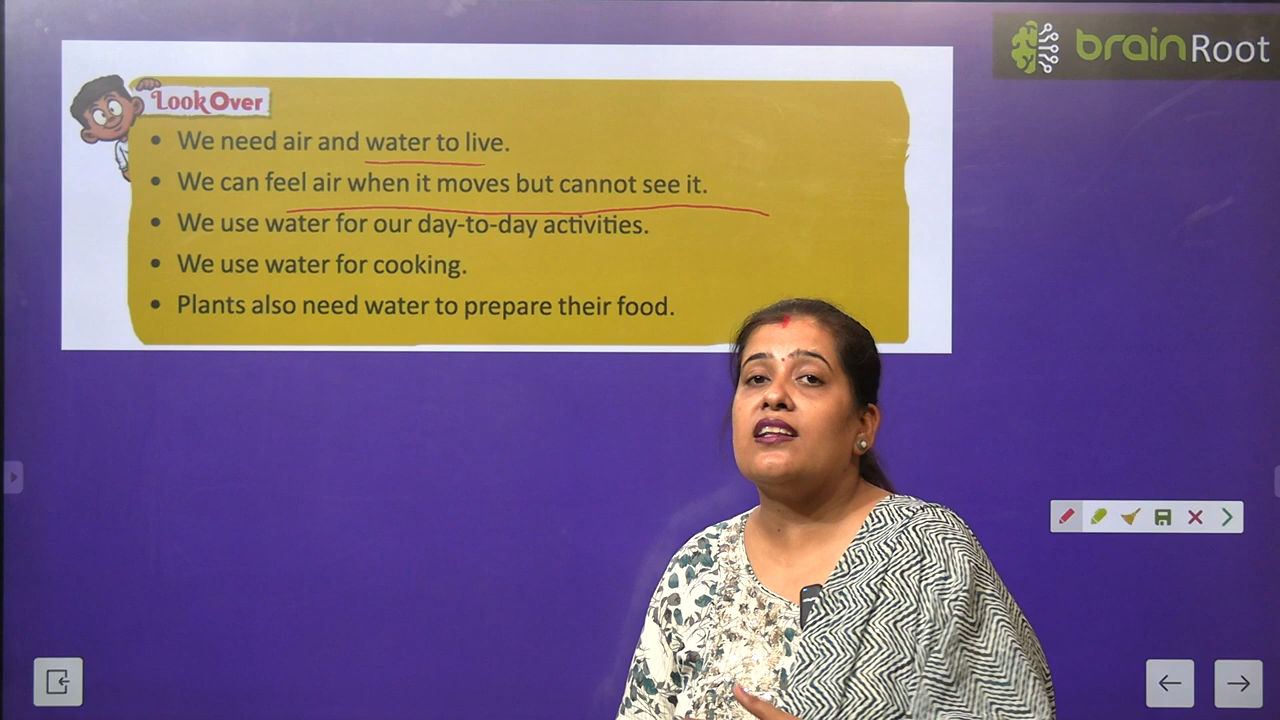 brainRoot
Look Over
• We need air and water to live.
• We can feel air when it moves but cannot see it.
• We use water for our day-to-day activities.
• We use water for cooking.
• Plants also need water to prepare their food.